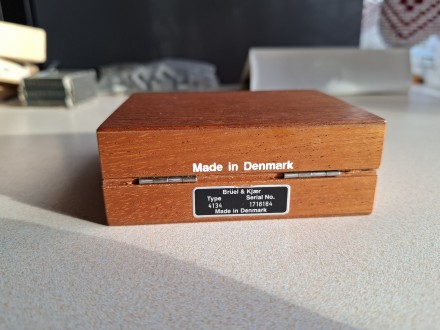 Made in Denmark
Brüel & Kjær
Type Serial No.
4134 1718184
Made in Denmark